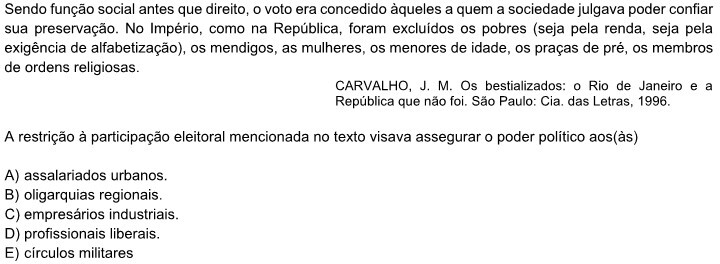 Sendo função social antes que direito, o voto era concedido àqueles a quem a sociedade julgava poder confiar
sua preservação. No Império, como na República, foram excluídos os pobres (seja pela renda, seja pela
exigência de alfabetização), os mendigos, as mulheres, os menores de idade, os praças de pré, os membros
de ordens religiosas.
CARVALHO, J. M. Os bestializados: o Rio de Janeiro e a
República que não foi. São Paulo: Cia. das Letras, 1996.
A restrição à participação eleitoral mencionada no texto visava assegurar o poder político aos(às)
A) assalariados urbanos.
B) oligarquias regionais.
C) empresários industriais.
D) profissionais liberais.
E) círculos militares